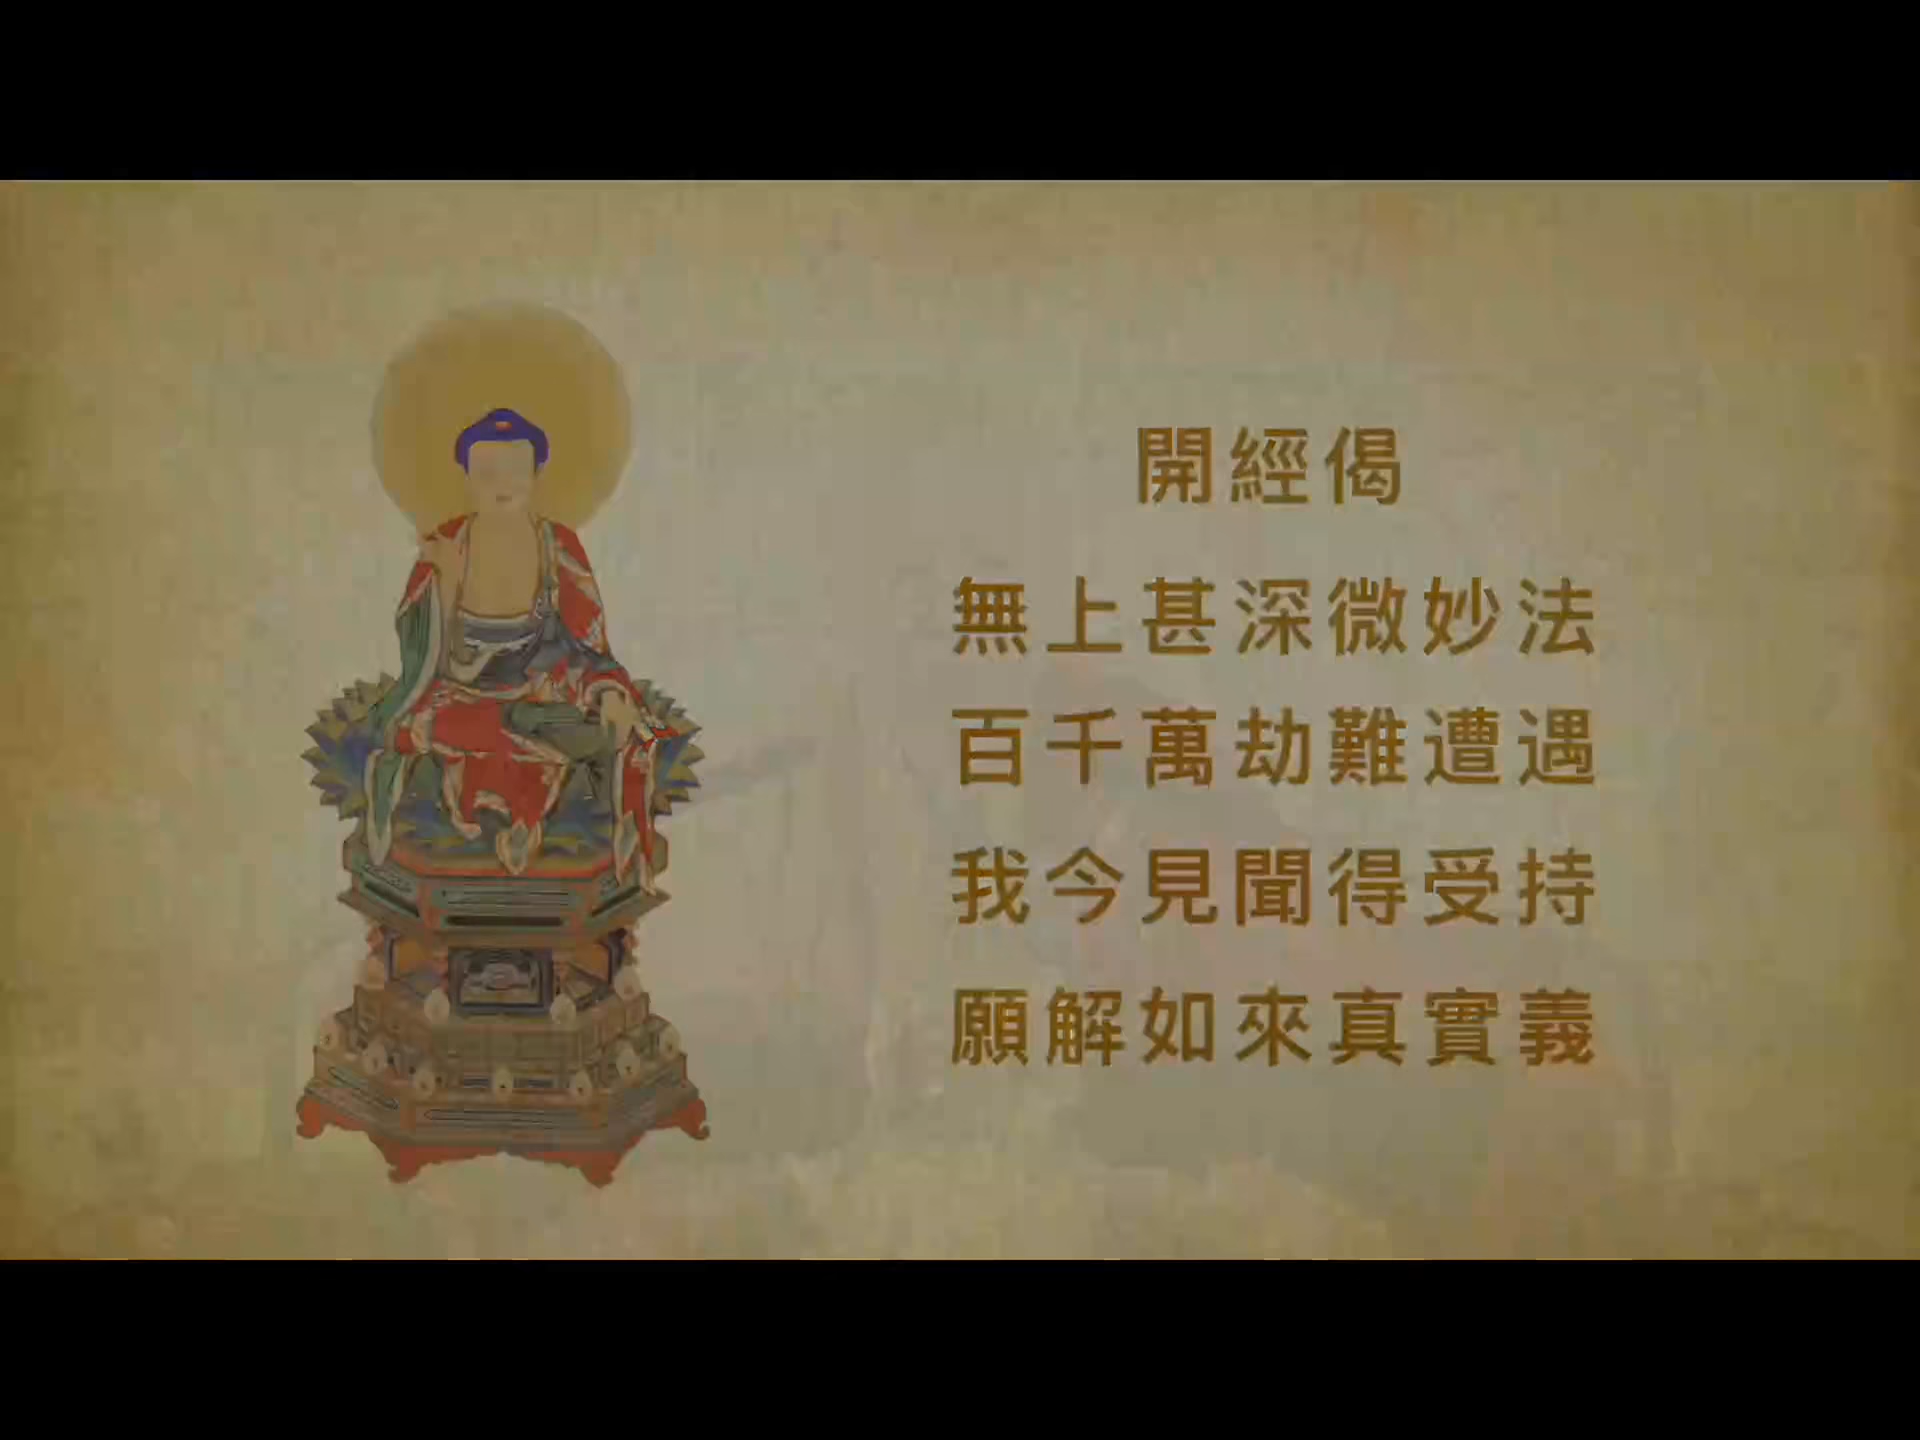 開經偈
無上甚深微妙法
百千萬劫難遭遇
我今見聞得受持
願解如來真實義